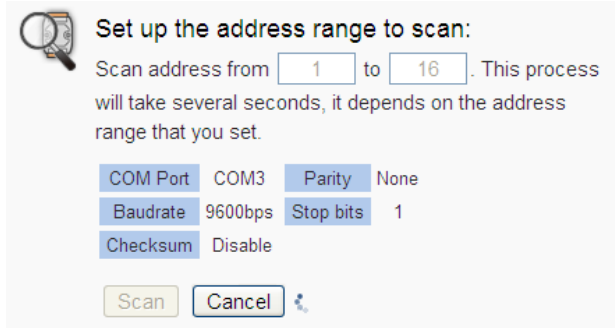 Set up the address range to scan:
Scan address from 1 to 16 . This process
will take several seconds, it depends on the address
range that you set.
COM Port COM3 Parity None
Baudrate 9600bps Stop bits 1
Checksum Disable
Scan Cancel